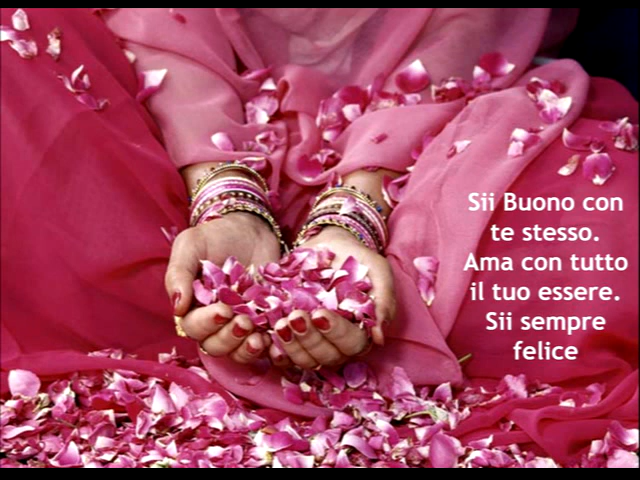 Sii Buono con
te stesso.
Ama con tutto
il tuo essere.
Sii sempre
felice